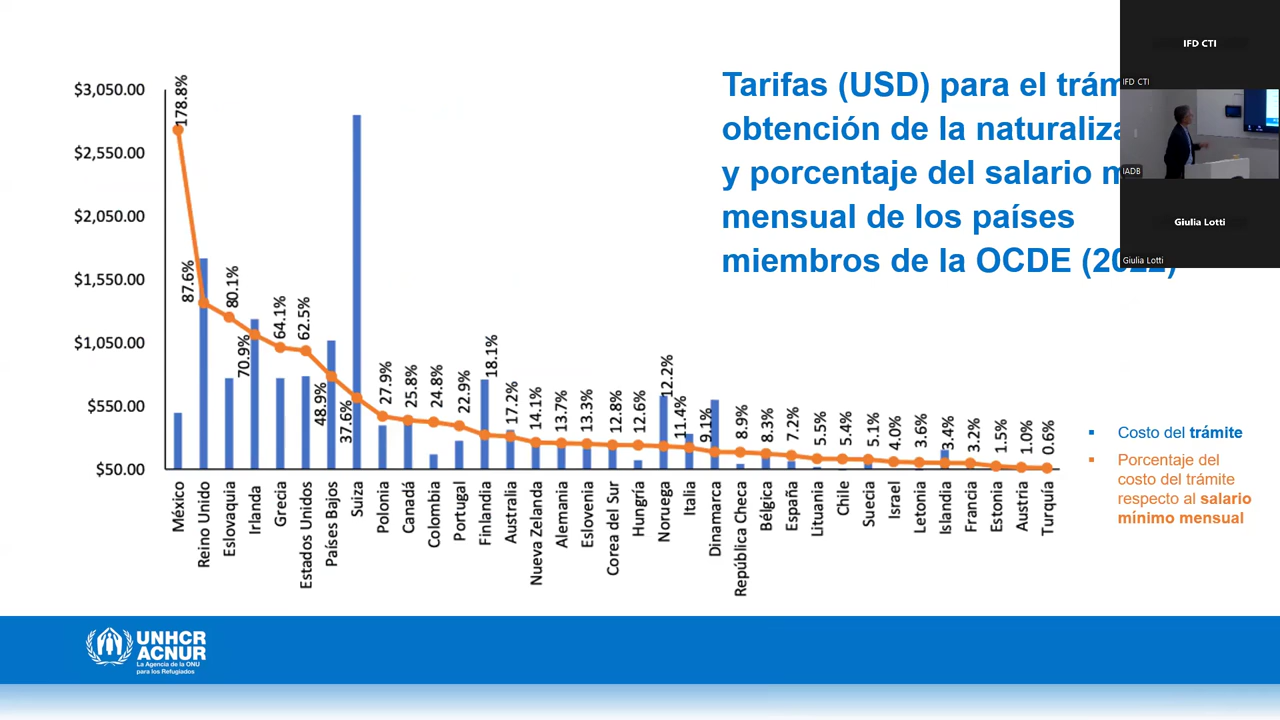 Tarifas (USD) para el trám
obtención de la naturaliza
y porcentaje del salario m
mensual de los países
miembros de la OCDE (2022)
IFD CTI
IFD CTI
IADB
Giulia Lotti
Giulia Lotti
$3,050.00
$2,550.00
$2,050.00
$1,550.00
$1,050.00
$550.00
$50.00
178.8%
87.6%
80.1%
70.9%
64.1%
62.5%
48.9%
37.6%
27.9%
25.8%
24.8%
22.9%
18.1%
17.2%
14.1%
13.7%
13.3%
12.8%
12.6%
12.2%
11.4%
9.1%
8.9%
8.3%
7.2%
5.5%
5.4%
5.1%
4.0%
3.6%
3.4%
3.2%
1.5%
1.0%
0.6%
México
Reino Unido
Eslovaquia
Irlanda
Grecia
Estados Unidos
Países Bajos
Suiza
Polonia
Canadá
Colombia
Portugal
Finlandia
Australia
Nueva Zelanda
Alemania
Eslovenia
Corea del Sur
Hungría
Noruega
Italia
Dinamarca
República Checa
Bélgica
España
Lituania
Chile
Suecia
Israel
Letonia
Islandia
Francia
Estonia
Austria
Turquía
Costo del trámite
Porcentaje del
costo del trámite
respecto al salario
mínimo mensual
UNHCR
ACNUR
La Agencia de la ONU
para los Refugiados